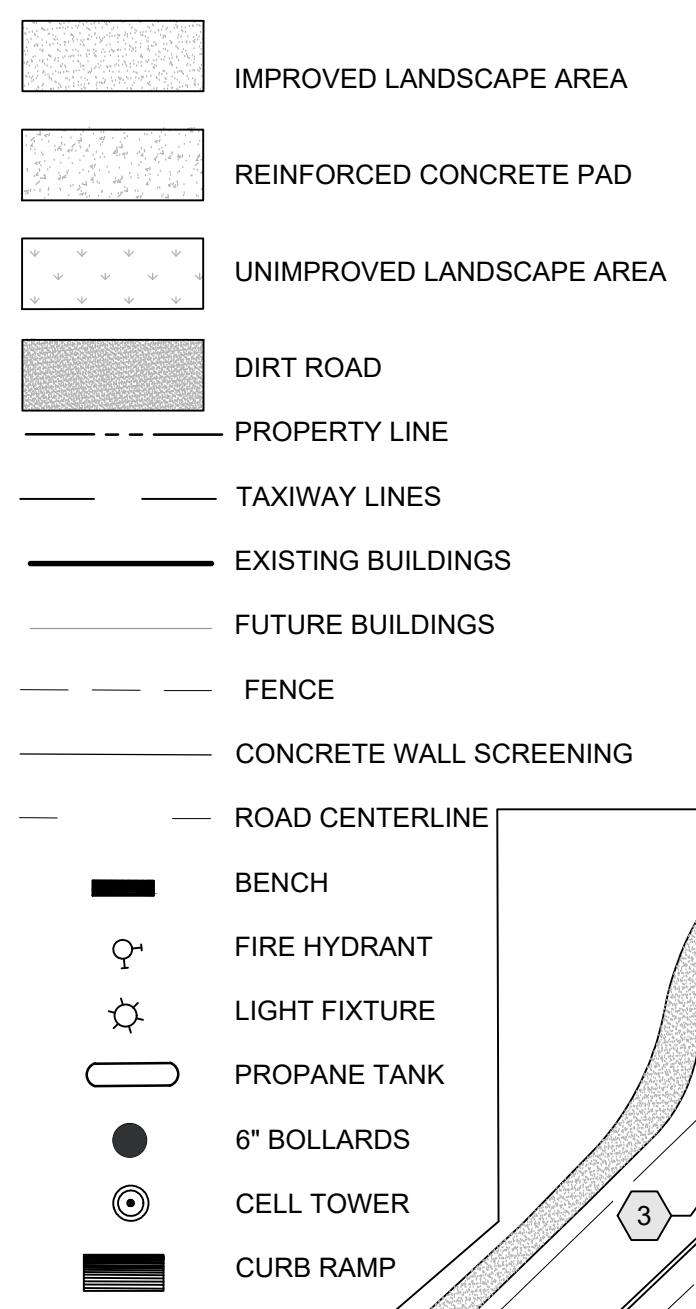 IMPROVED LANDSCAPE AREA
REINFORCED CONCRETE PAD
UNIMPROVED LANDSCAPE AREA
DIRT ROAD
PROPERTY LINE
TAXIWAY LINES
EXISTING BUILDINGS
FUTURE BUILDINGS
FENCE
CONCRETE WALL SCREENING
ROAD CENTERLINE
BENCH
FIRE HYDRANT
LIGHT FIXTURE
PROPANE TANK
6" BOLLARDS
CELL TOWER
3
CURB RAMP